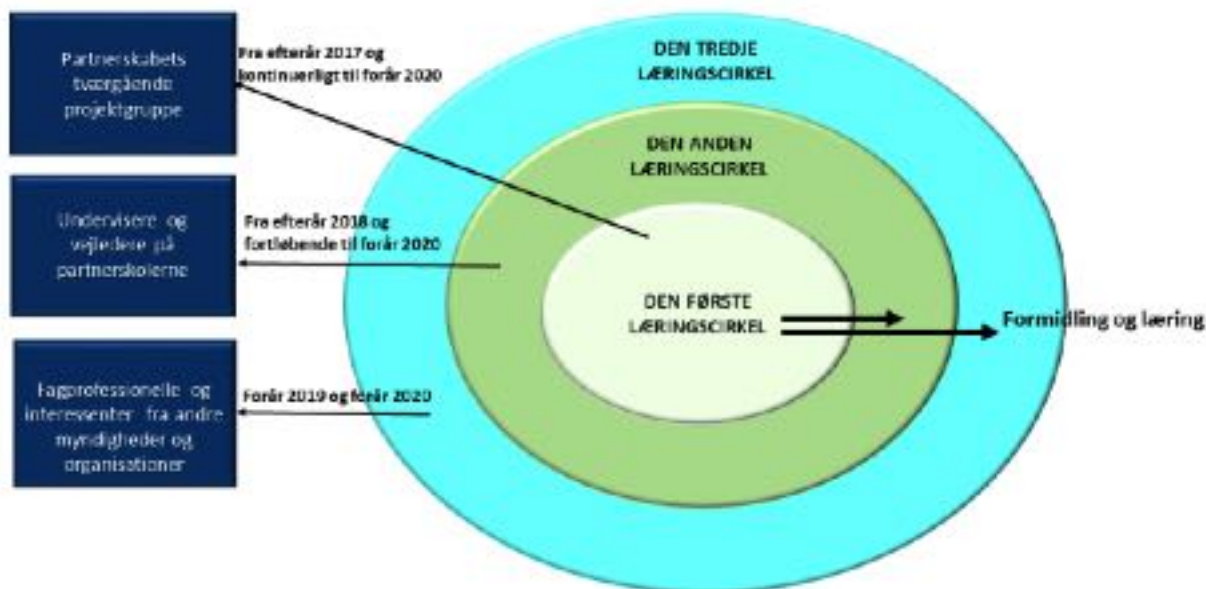 Partnerskabets
tværgående
projektgruppe
Fra efterår 2017 og
kontinuerligt til forår 2020
Undervisere og
vejledere på
partnerskolerne
Fra efterår 2018 og
fortløbende til forår 2020
Fagprofessionelle og
interessenter fra andre
myndigheder og
organisationer
Forår 2019 og forår 2020
DEN TREDJE
LÆRINGSCIRKEL
DEN ANDEN
LÆRINGSCIRKEL
DEN FØRSTE
LÆRINGSCIRKEL
Formidling og læring